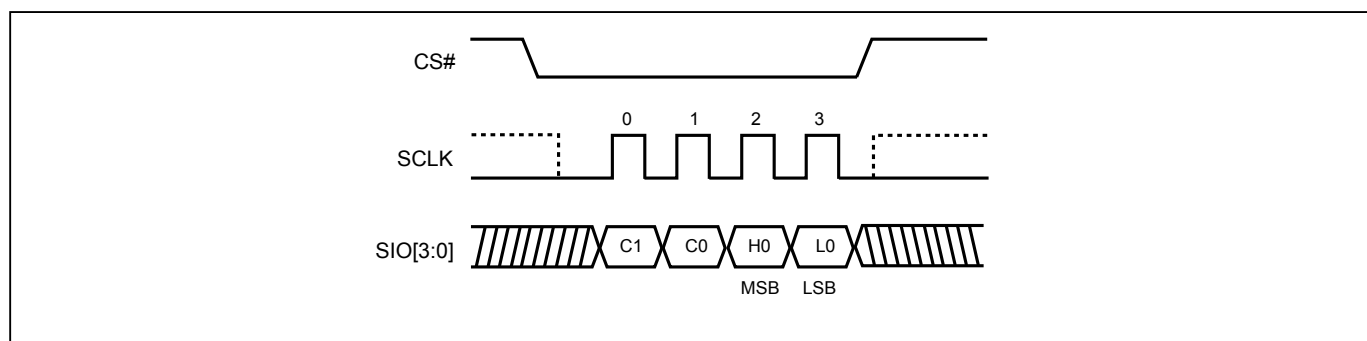 CS#
0 1 2 3
SCLK
SIO[3:0] C1 C0 H0 L0
MSB LSB